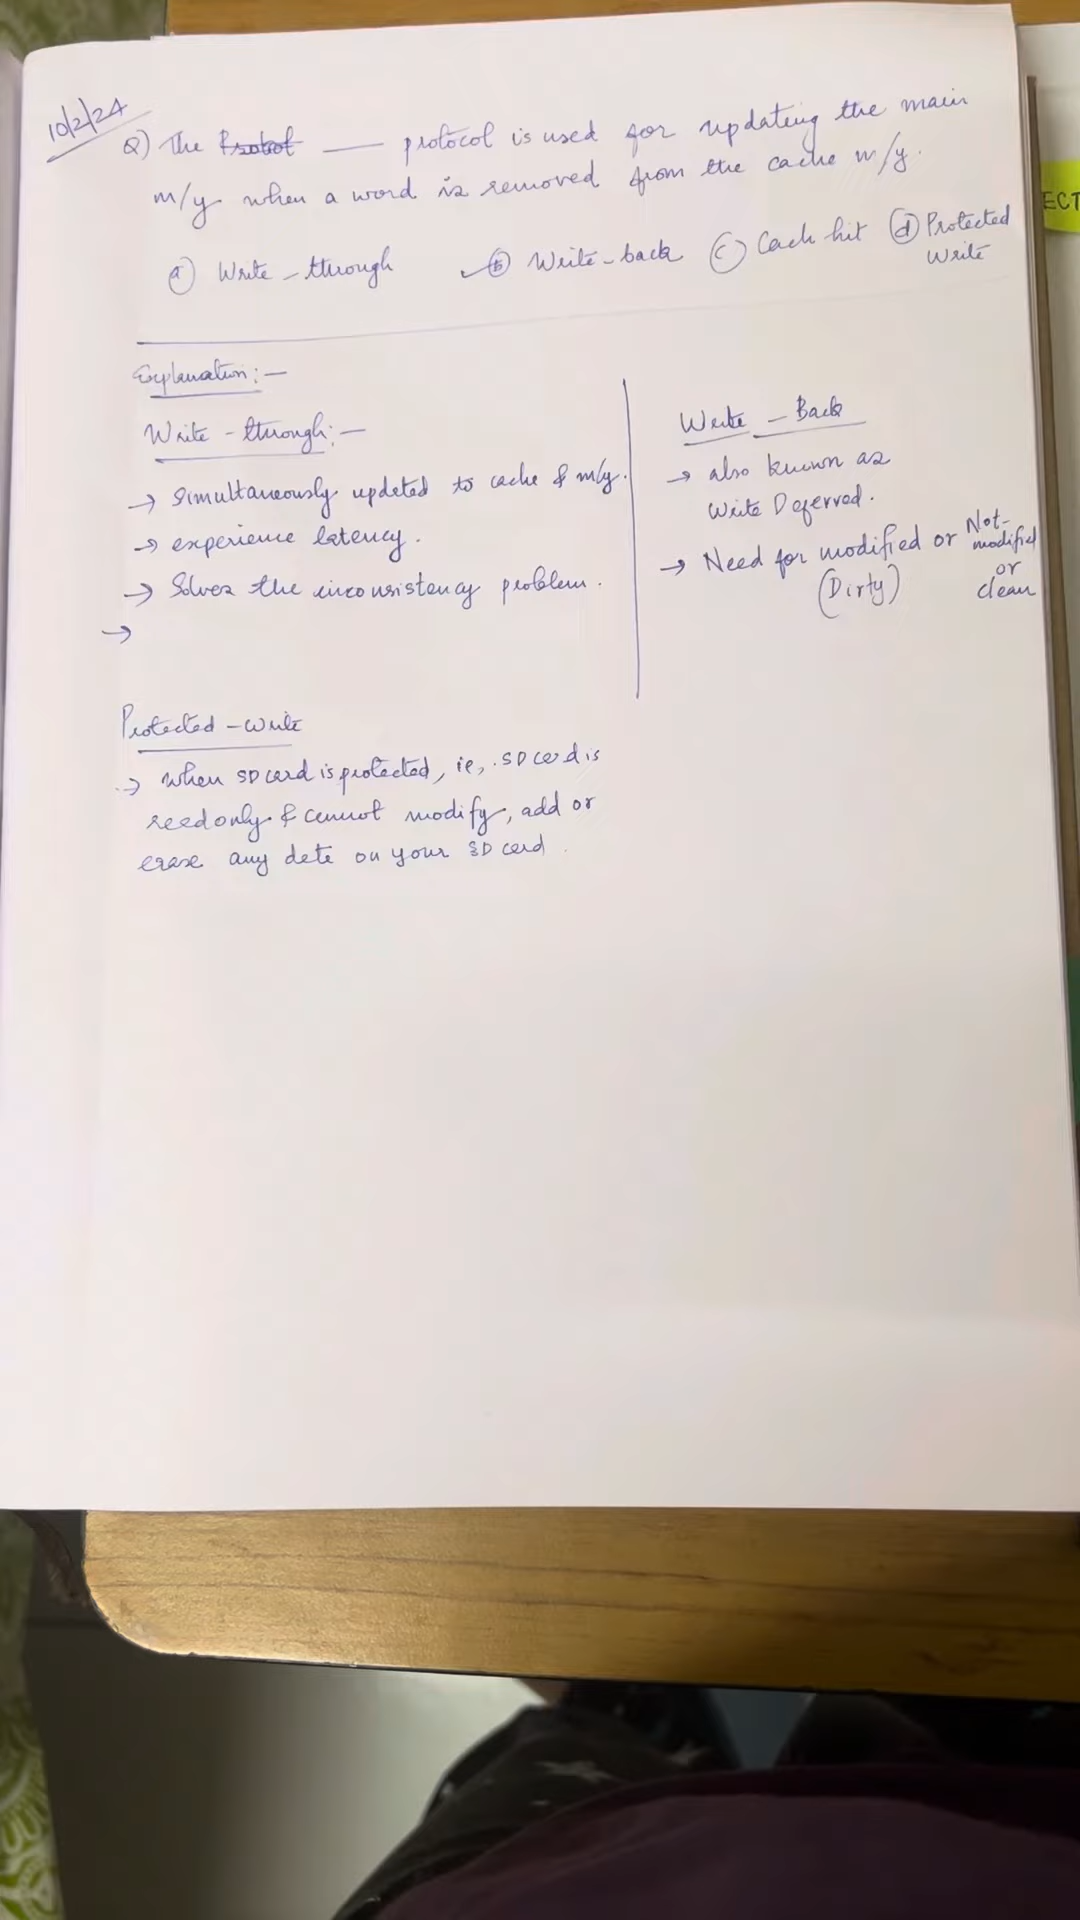 10/2/24
Q) The Protocol ____ protocol is used for updating the main
m/y when a word is removed from the cache m/y.
ECT
(a) Write - through (b) Write - back (c) Cach hit (d) Protected
Write
Explanation: -
Write - through: -
→ Simultaneously updated to cache & m/y.
→ experience latency.
→ Solves the inconsistency problem.
→
Write - Back
→ also known as
Write Deferred.
→ Need for modified or Not-
modified
(Dirty) or
clean
Protected - Write
→ When SD card is protected, ie, SD card is
readonly & cannot modify, add or
erase any data on your SD card.